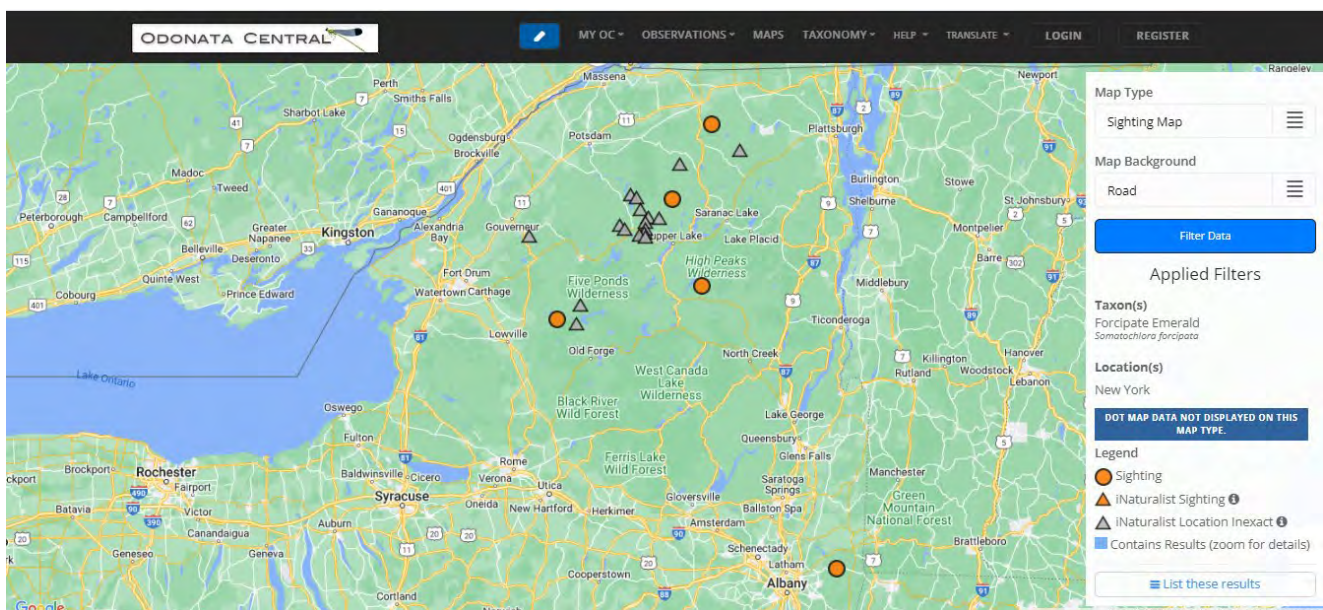 ODONATA CENTRAL
MY OC
OBSERVATIONS
MAPS
TAXONOMY
HELP
TRANSLATE
LOGIN
REGISTER
Massena
Newport
Rangeley
Perth
Smiths Falls
Sharbot Lake
Ogdensburg
Potsdam
Plattsburgh
Brockville
Madoc
Tweed
Burlington
Stowe
St Johnsbury
Peterborough
Campbellford
Greater
Napanee
Kingston
Gananoque
Alexandria
Bay
Gouverneur
Saranac Lake
Shelburne
Montpelier
Belleville
Deseronto
Tupper Lake
Lake Placid
Barre
Quinte West
Prince Edward
Cobourg
Fort Drum
Watertown
Carthage
Five Ponds
Wilderness
High Peaks
Wilderness
Middlebury
Lowville
Ticonderoga
Old Forge
North Creek
Killington
Rutland
Woodstock
Hanover
Lebanon
West Canada
Lake
Wilderness
Lake Ontario
Oswego
Black River
Wild Forest
Lake George
Fulton
Queensbury
Glens Falls
Brockport
Rochester
Fairport
Baldwinsville
Cicero
Rome
Verona
Utica
Ferris Lake
Wild Forest
Saratoga
Springs
Manchester
Green
Mountain
National Forest
ckport
Batavia
Victor
Syracuse
Oneida
New Hartford
Herkimer
Gloversville
Ballston Spa
Canandaigua
Auburn
Amsterdam
Geneseo
Geneva
Schenectady
Latham
Brattleboro
Cooperstown
Albany
Cortland
Norwich
Google
Map Type
Sighting Map
Map Background
Road
Filter Data
Applied Filters
Taxon(s)
Forcipate Emerald
Somatochlora forcipata
Location(s)
New York
DOT MAP DATA NOT DISPLAYED ON THIS
MAP TYPE.
Legend
Sighting
iNaturalist Sighting
iNaturalist Location Inexact
Contains Results (zoom for details)
List these results